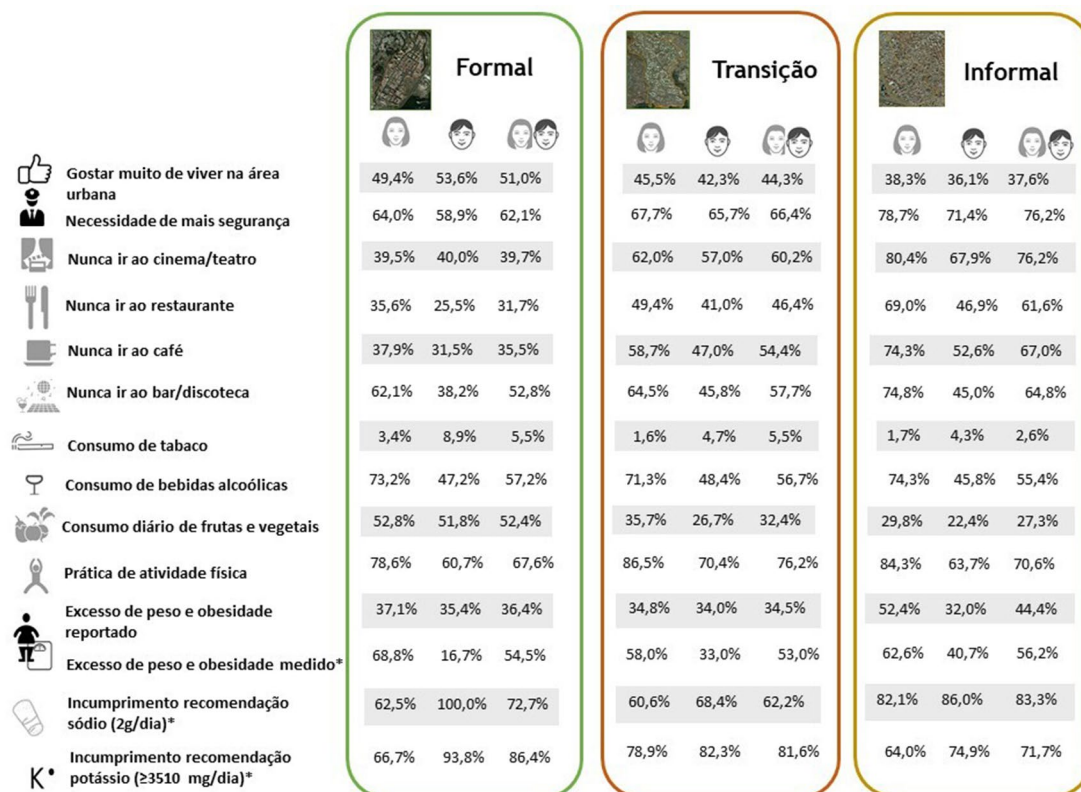 Formal
Transição
Informal
Gostar muito de viver na área
urbana
49,4% 53,6% 51,0% 45,5% 42,3% 44,3% 38,3% 36,1% 37,6%
Necessidade de mais segurança
64,0% 58,9% 62,1% 67,7% 65,7% 66,4% 78,7% 71,4% 76,2%
Nunca ir ao cinema/teatro
39,5% 40,0% 39,7% 62,0% 57,0% 60,2% 80,4% 67,9% 76,2%
Nunca ir ao restaurante
35,6% 25,5% 31,7% 49,4% 41,0% 46,4% 69,0% 46,9% 61,6%
Nunca ir ao café
37,9% 31,5% 35,5% 58,7% 47,0% 54,4% 74,3% 52,6% 67,0%
Nunca ir ao bar/discoteca
62,1% 38,2% 52,8% 64,5% 45,8% 57,7% 74,8% 45,0% 64,8%
Consumo de tabaco
3,4% 8,9% 5,5% 1,6% 4,7% 5,5% 1,7% 4,3% 2,6%
Consumo de bebidas alcoólicas
73,2% 47,2% 57,2% 71,3% 48,4% 56,7% 74,3% 45,8% 55,4%
Consumo diário de frutas e vegetais
52,8% 51,8% 52,4% 35,7% 26,7% 32,4% 29,8% 22,4% 27,3%
Prática de atividade física
78,6% 60,7% 67,6% 86,5% 70,4% 76,2% 84,3% 63,7% 70,6%
Excesso de peso e obesidade
reportado
37,1% 35,4% 36,4% 34,8% 34,0% 34,5% 52,4% 32,0% 44,4%
Excesso de peso e obesidade medido*
68,8% 16,7% 54,5% 58,0% 33,0% 53,0% 62,6% 40,7% 56,2%
Incumprimento recomendação
sódio (2g/dia)*
62,5% 100,0% 72,7% 60,6% 68,4% 62,2% 82,1% 86,0% 83,3%
K
Incumprimento recomendação
potássio (≥3510 mg/dia)*
66,7% 93,8% 86,4% 78,9% 82,3% 81,6% 64,0% 74,9% 71,7%